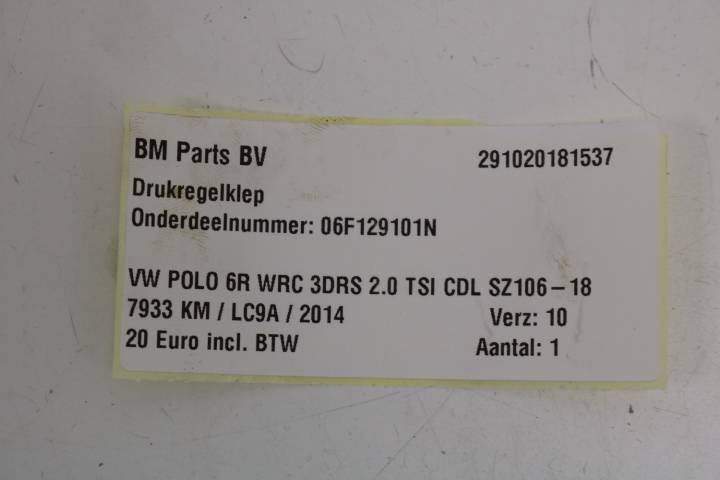 BM Parts BV 291020181537
Drukregelklep
Onderdeelnummer: 06F129101N
VW POLO 6R WRC 3DRS 2.0 TSI CDL SZ106-18
7933 KM / LC9A / 2014 Verz: 10
20 Euro incl. BTW Aantal: 1